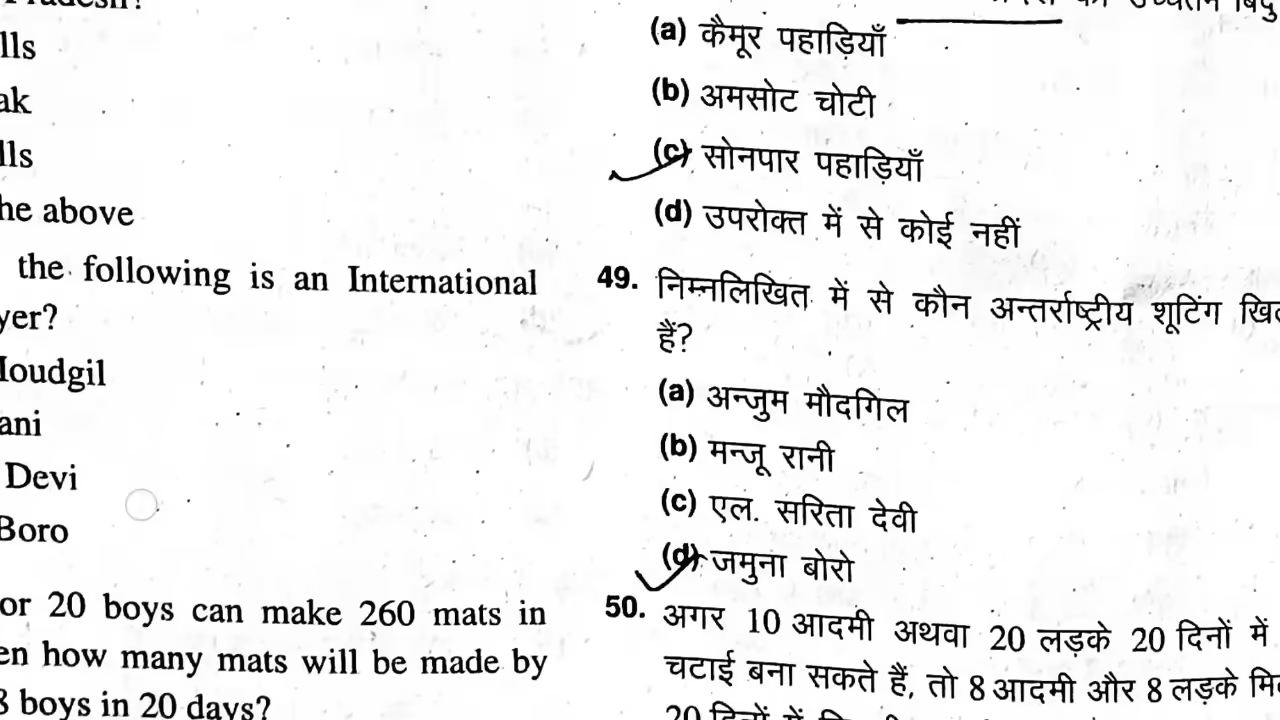 lls
ak
lls
he above
the following is an International
yer?
Moudgil
ani
Devi
Boro
or 20 boys can make 260 mats in
en how many mats will be made by
8 boys in 20 days?
(a) कैमूर पहाड़ियाँ
(b) अमसोट चोटी
(c) सोनपार पहाड़ियाँ
(d) उपरोक्त में से कोई नहीं
49. निम्नलिखित में से कौन अन्तर्राष्ट्रीय शूटिंग
हैं?
(a) अन्जुम मौदगिल
(b) मन्जू रानी
(c) एल. सरिता देवी
(d) जमुना बोरो
50. अगर 10 आदमी अथवा 20 लड़के 20 दिनों में
चटाई बना सकते हैं, तो 8 आदमी और 8 लड़के
20 दिनों में